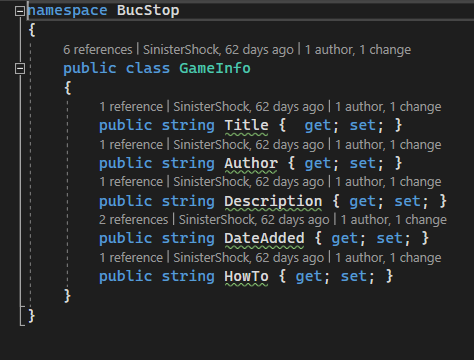 namespace BucStop
{
6 references | SinisterShock, 62 days ago | 1 author, 1 change
public class GameInfo
{
1 reference | SinisterShock, 62 days ago | 1 author, 1 change
public string Title {  get; set; }
1 reference | SinisterShock, 62 days ago | 1 author, 1 change
public string Author { get; set; }
1 reference | SinisterShock, 62 days ago | 1 author, 1 change
public string Description { get; set; }
2 references | SinisterShock, 62 days ago | 1 author, 1 change
public string DateAdded { get; set; }
1 reference | SinisterShock, 62 days ago | 1 author, 1 change
public string HowTo { get; set; }
}
}